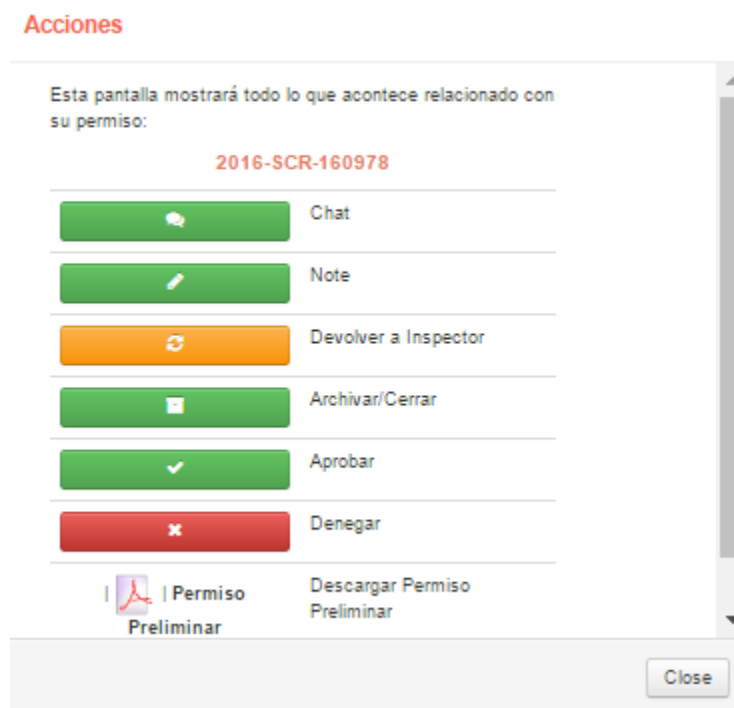 Acciones
Esta pantalla mostrará todo lo que acontece relacionado con
su permiso:
2016-SCR-160978
Chat
Note
Devolver a Inspector
Archivar/Cerrar
Aprobar
Denegar
| | Permiso
Preliminar
Descargar Permiso
Preliminar
Close